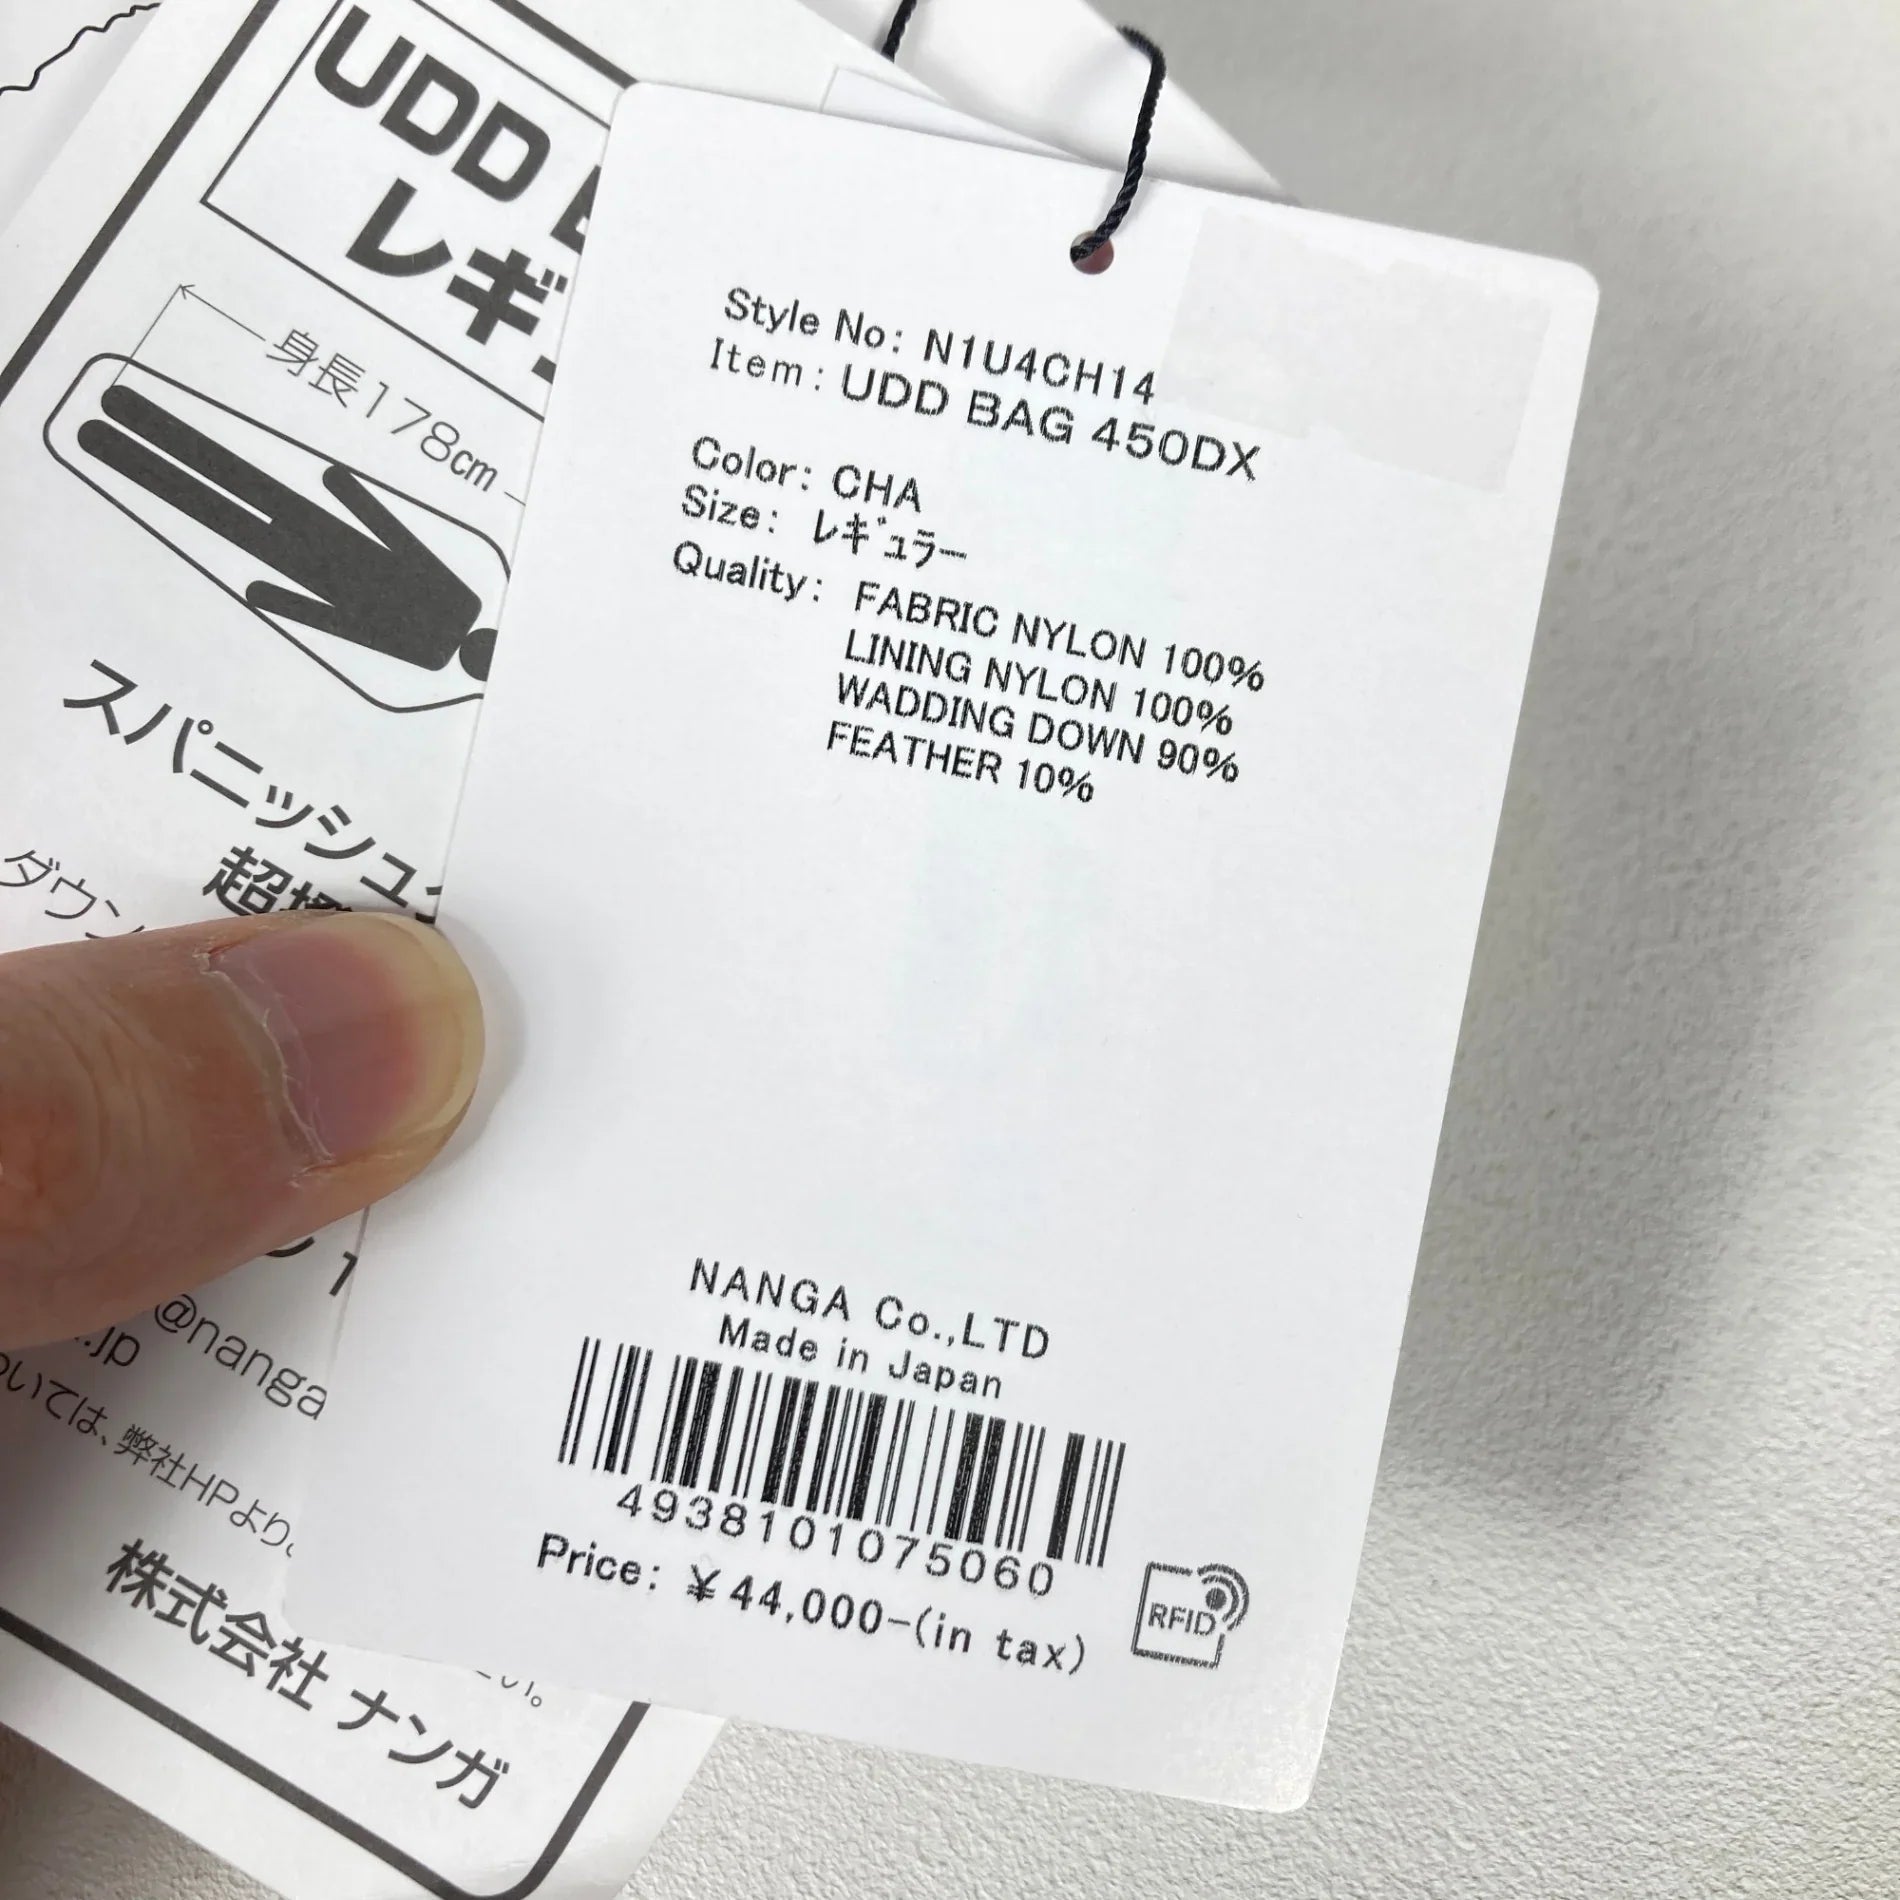 UDD
レギ
身長178cm
スパニッシュ
超
ダウン
@nanga
.jp
ついては、弊社HPより。
株式会社 ナンガ
Style No: N1U4CH14
Item: UDD BAG 450DX
Color: CHA
Size: レギュラー
Quality: FABRIC NYLON 100%
LINING NYLON 100%
WADDING DOWN 90%
FEATHER 10%
NANGA Co.,LTD
Made in Japan
4938101075060
Price: ¥44,000-(in tax)
RFID